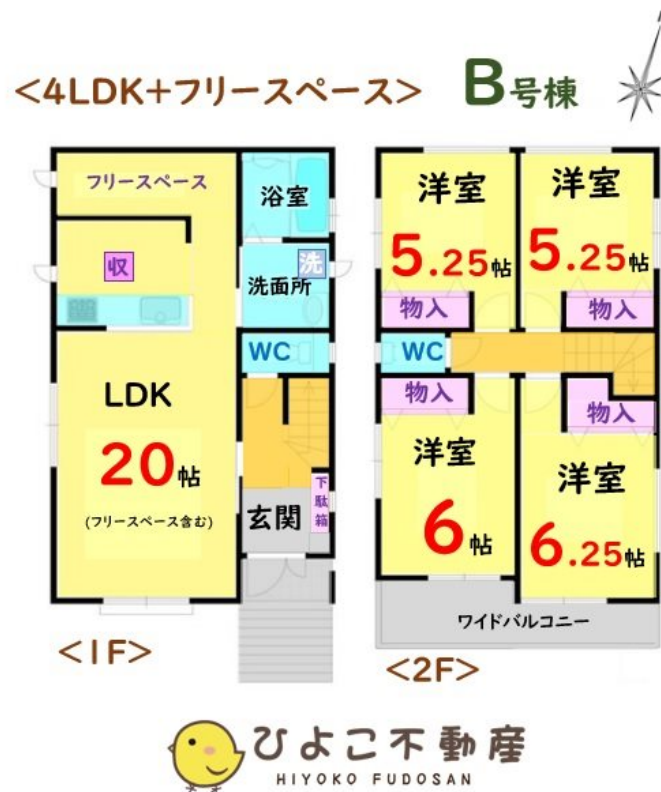 <4LDK+フリースペース> B号棟
フリースペース
浴室
収
洗
洗面所
WC
LDK
20帖
(フリースペース含む)
下駄箱
玄関
<1F>
洋室
5.25帖
物入
洋室
5.25帖
物入
WC
物入
洋室
6帖
物入
洋室
6.25帖
ワイドバルコニー
<2F>
ひよこ不動産
HIYOKO FUDOSAN